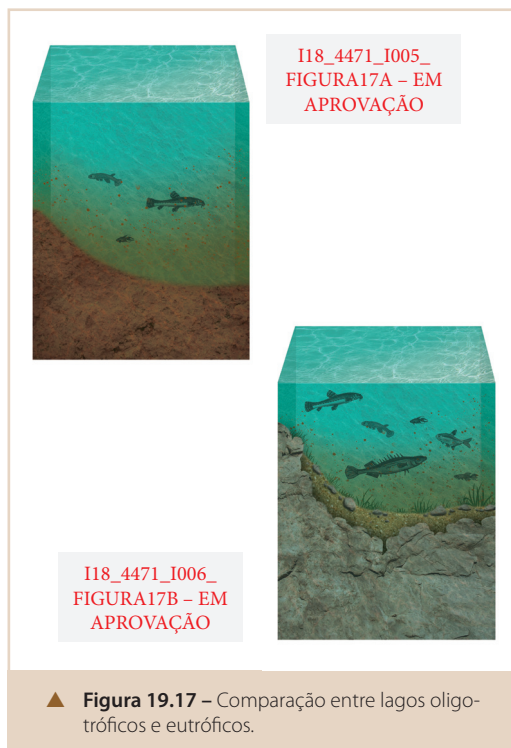 I18_4471_I005_
FIGURA17A – EM
APROVAÇÃO
I18_4471_I006_
FIGURA17B – EM
APROVAÇÃO
▲ Figura 19.17 – Comparação entre lagos oligo-
tróficos e eutróficos.